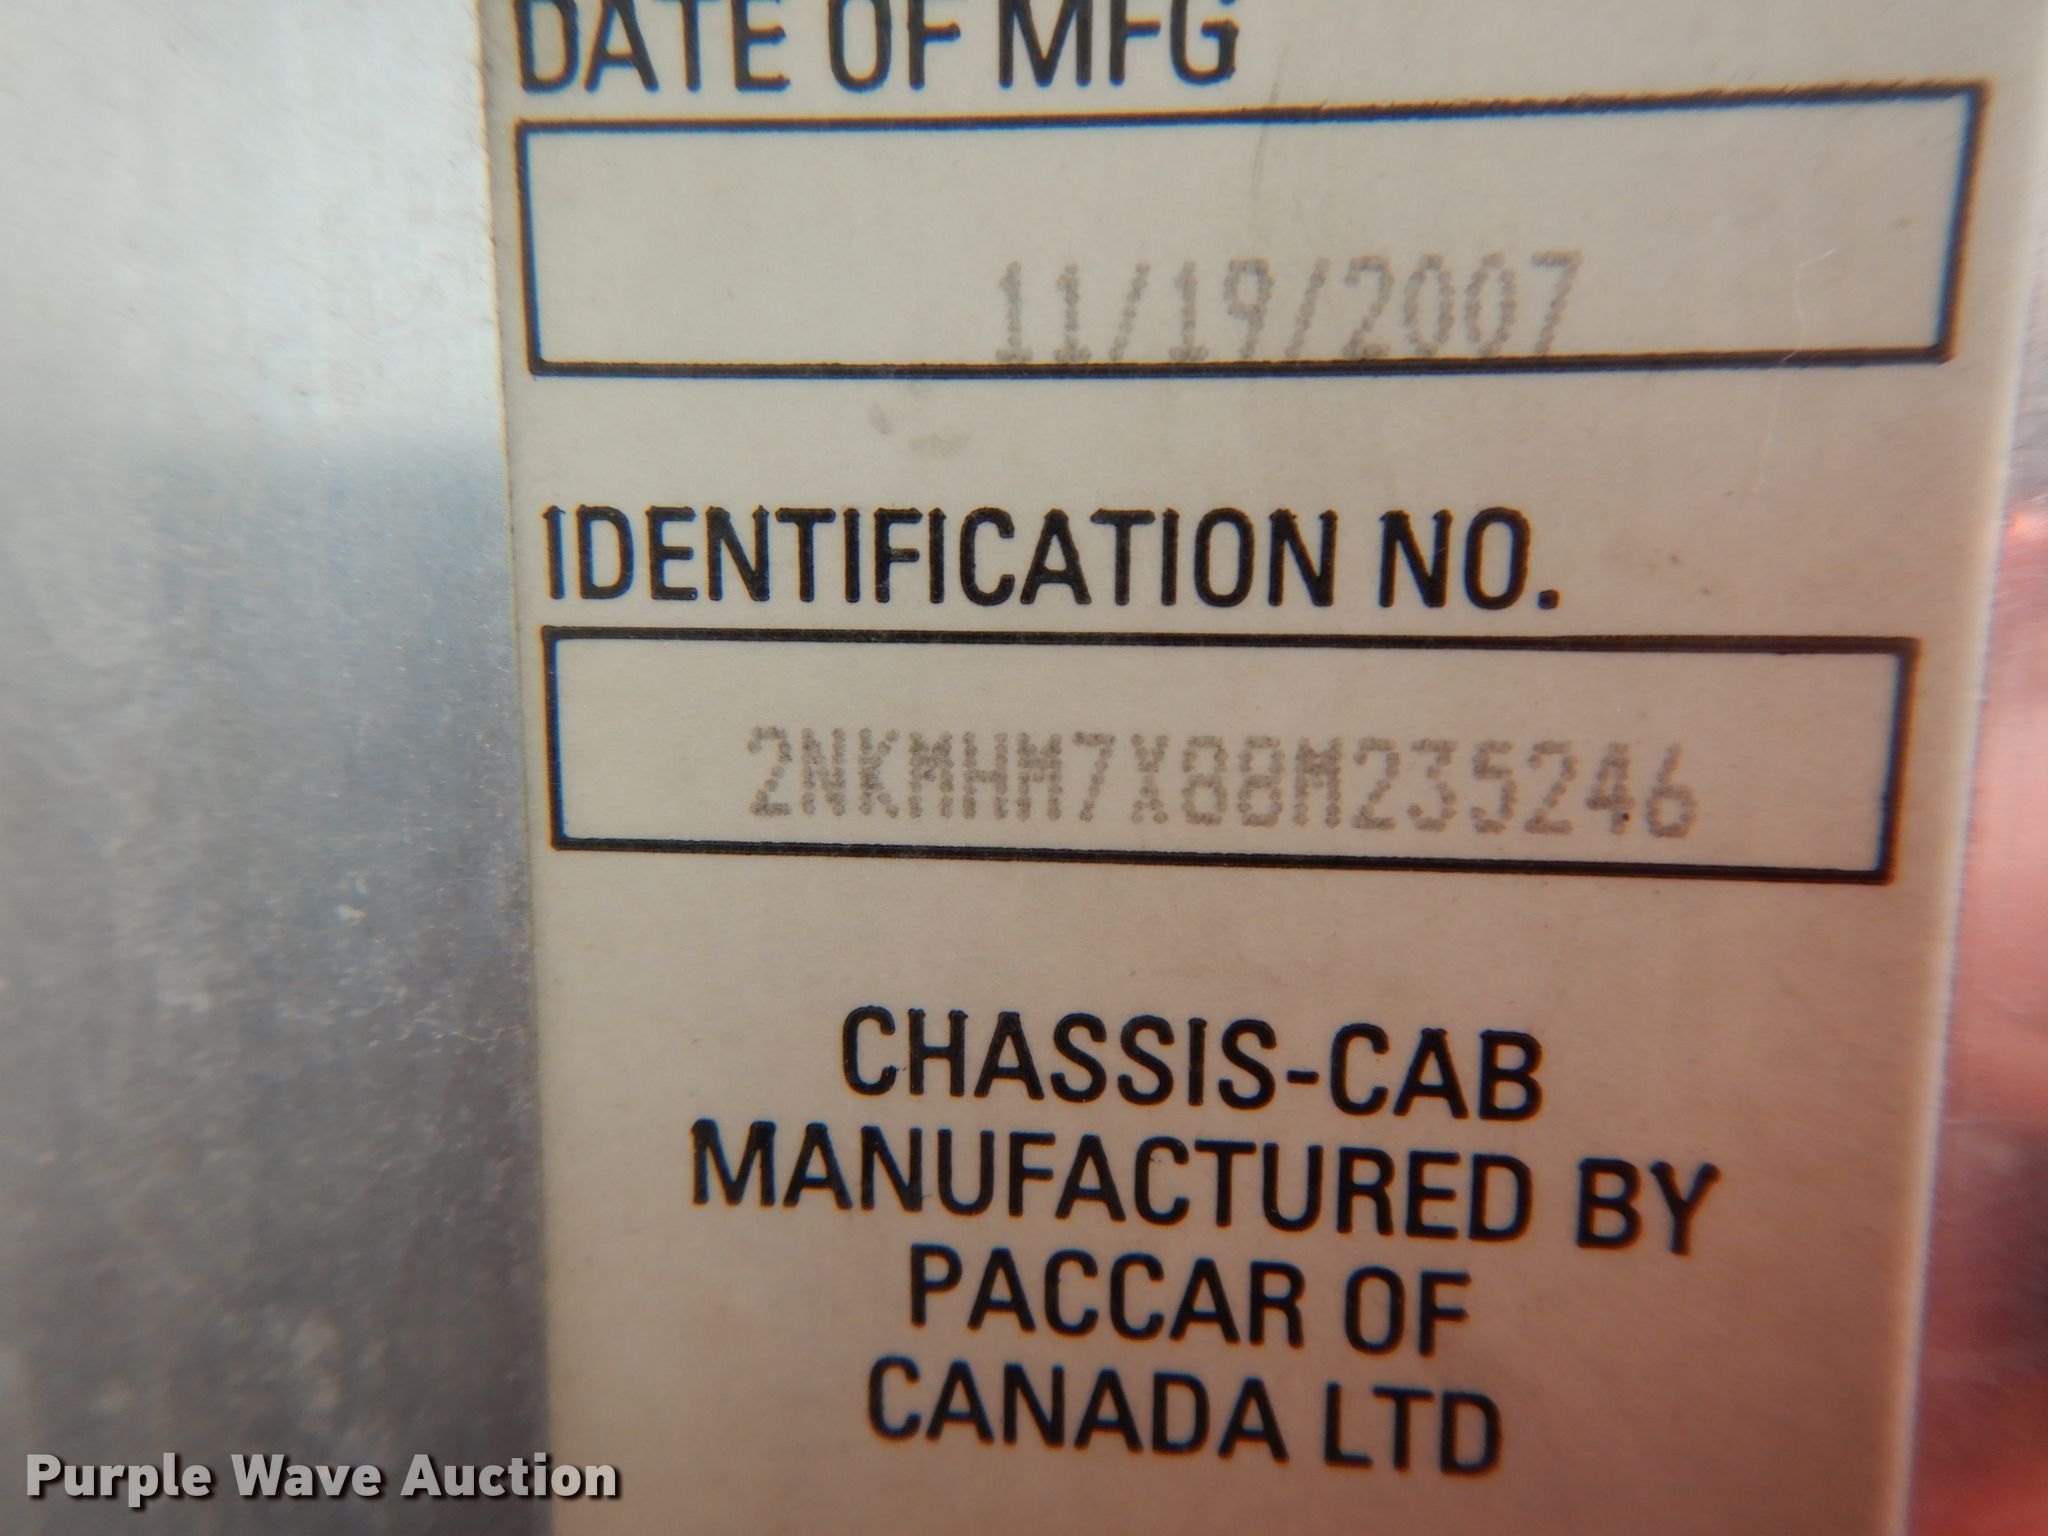 DATE OF MFG
11/19/2007
IDENTIFICATION NO.
2NKMHM7X88M235246
CHASSIS-CAB
MANUFACTURED BY
PACCAR OF
CANADA LTD
Purple Wave Auction